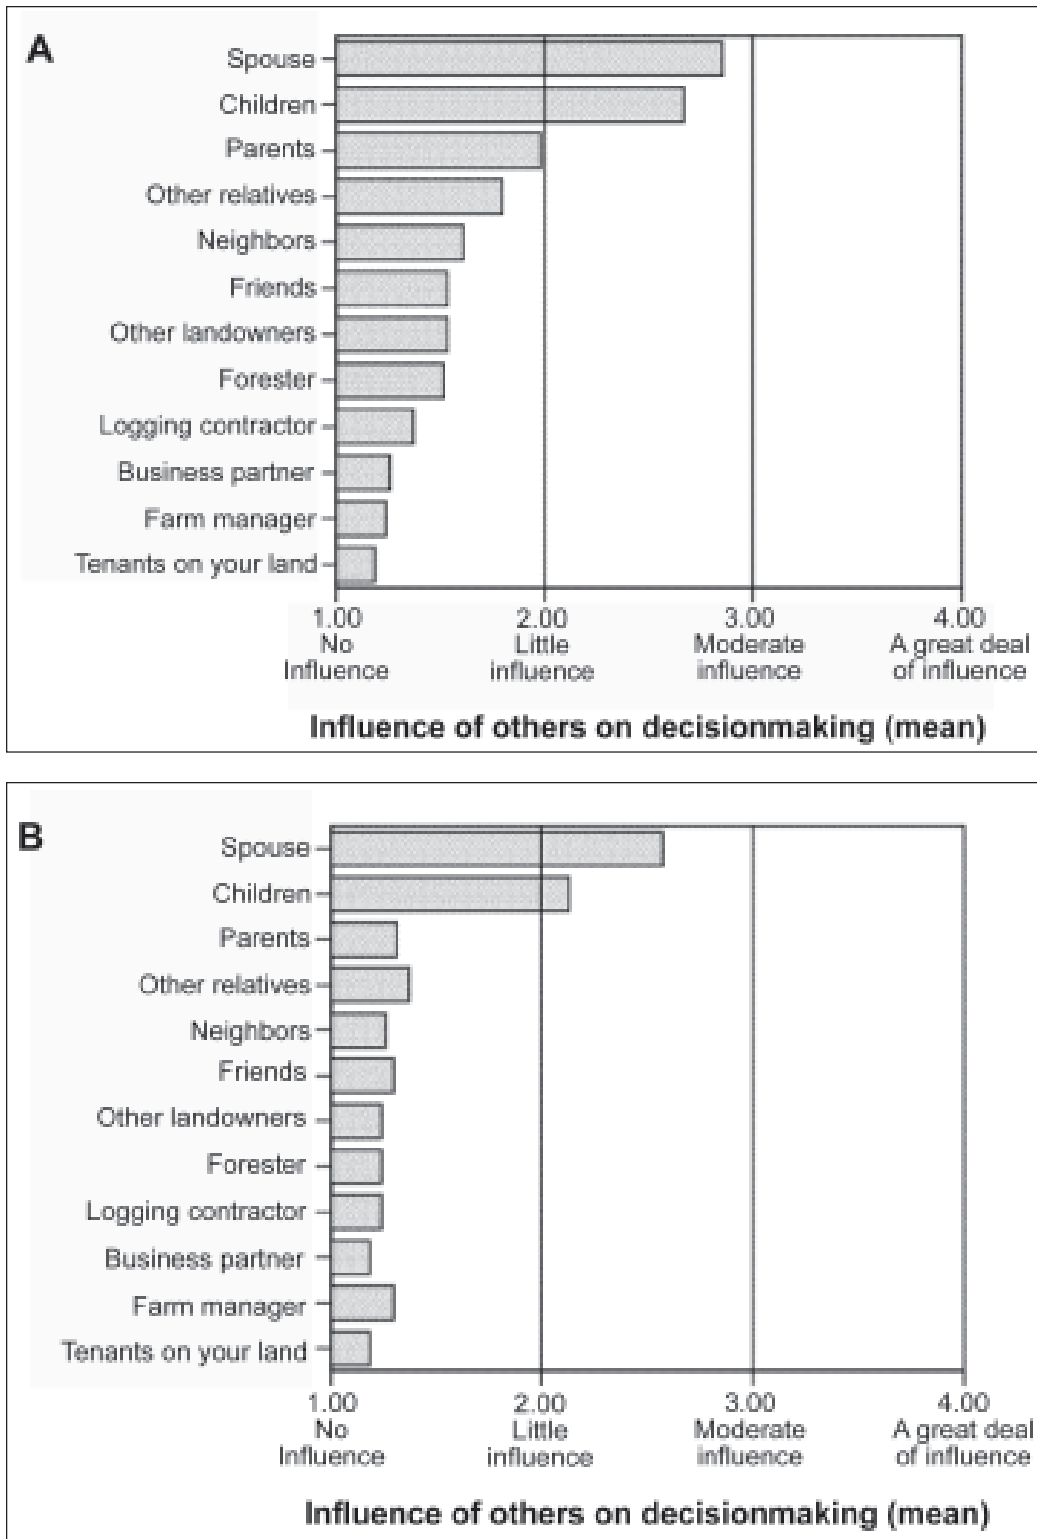 A
Spouse
Children
Parents
Other relatives
Neighbors
Friends
Other landowners
Forester
Logging contractor
Business partner
Farm manager
Tenants on your land
1.00 2.00 3.00 4.00
No Little Moderate A great deal
Influence influence influence of influence
Influence of others on decisionmaking (mean)
B
Spouse
Children
Parents
Other relatives
Neighbors
Friends
Other landowners
Forester
Logging contractor
Business partner
Farm manager
Tenants on your land
1.00 2.00 3.00 4.00
No Little Moderate A great deal
Influence influence influence of influence
Influence of others on decisionmaking (mean)